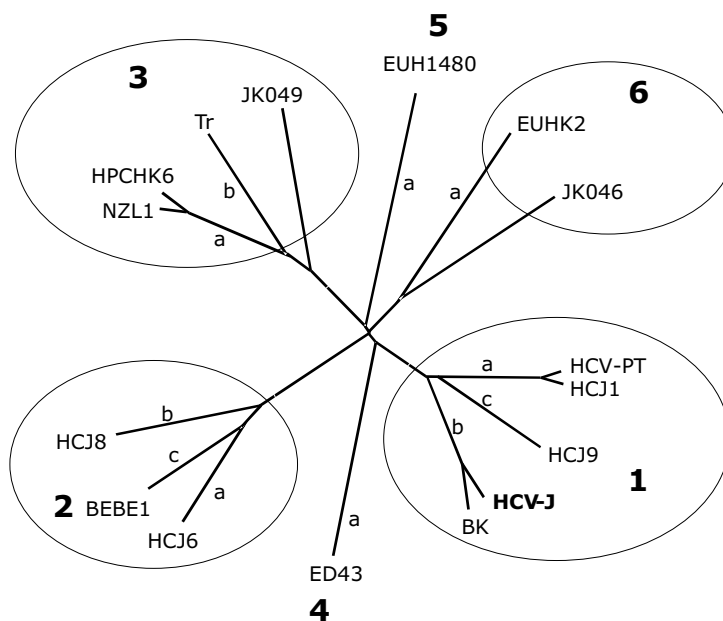 5
EUH1480
3
JK049
6
Tr
EUHK2
HPCHK6
b
a
a
JK046
NZL1
a
a
HCV-PT
HCJ1
c
b
b
HCJ8
HCJ9
c
1
a
2
BEBE1
HCV-J
BK
HCJ6
a
ED43
4